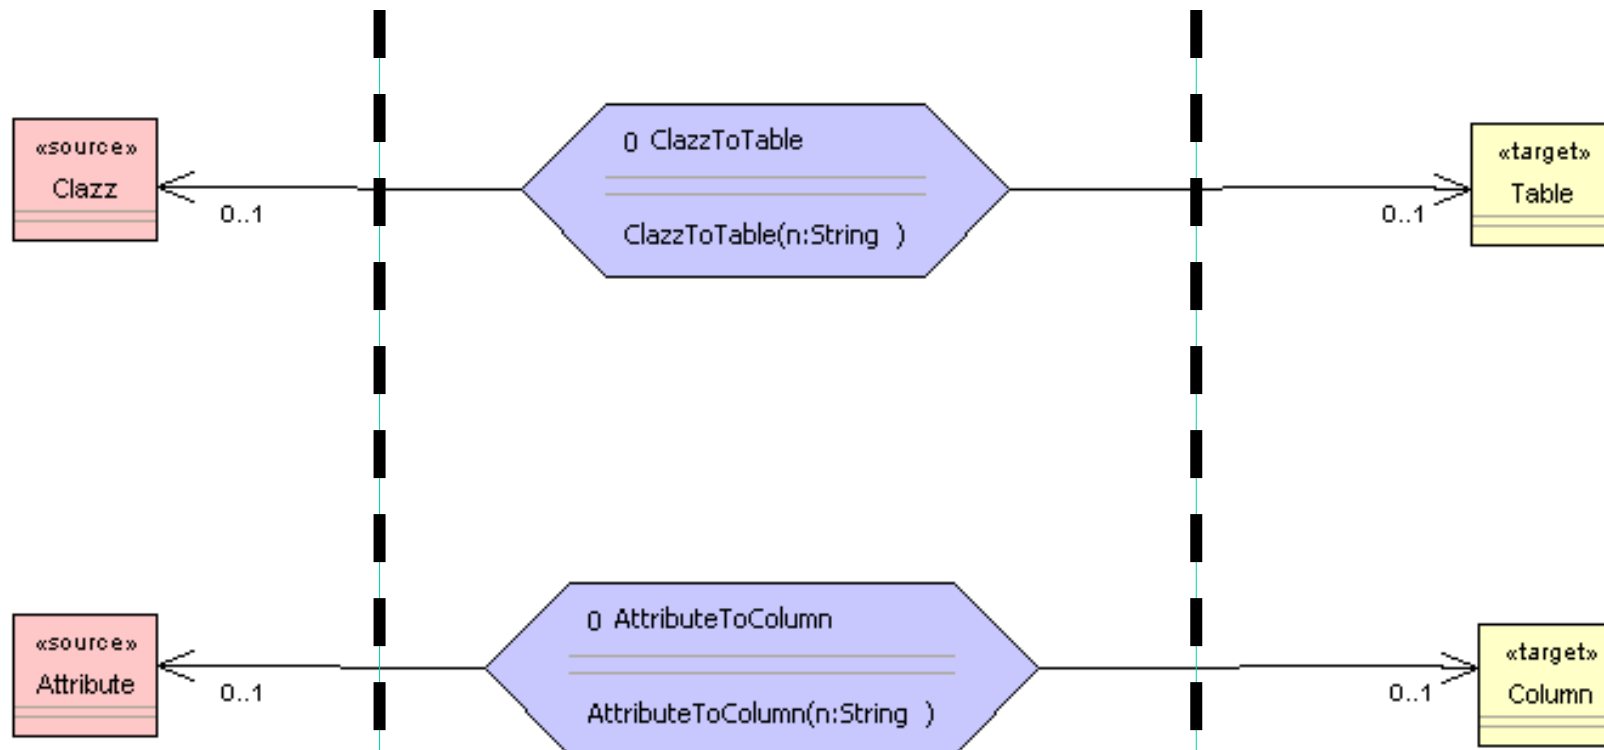 «source»
Clazz
0..1
0 ClazzToTable
ClazzToTable(n:String )
0..1
«target»
Table
«source»
Attribute
0..1
0 AttributeToColumn
AttributeToColumn(n:String )
0..1
«target»
Column